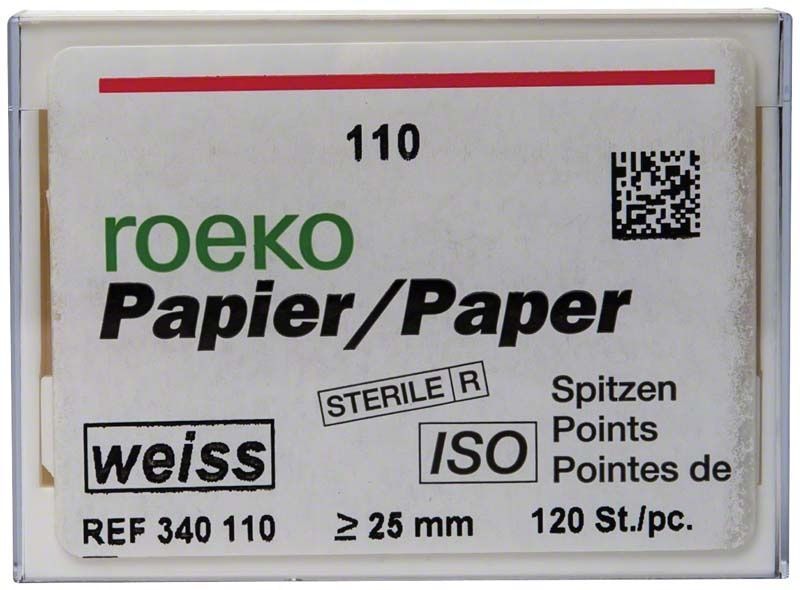 110
roeko
Papier/Paper
STERILE R
Spitzen
weiss
ISO
Points
Pointes de
REF 340 110
≥ 25 mm
120 St./pc.